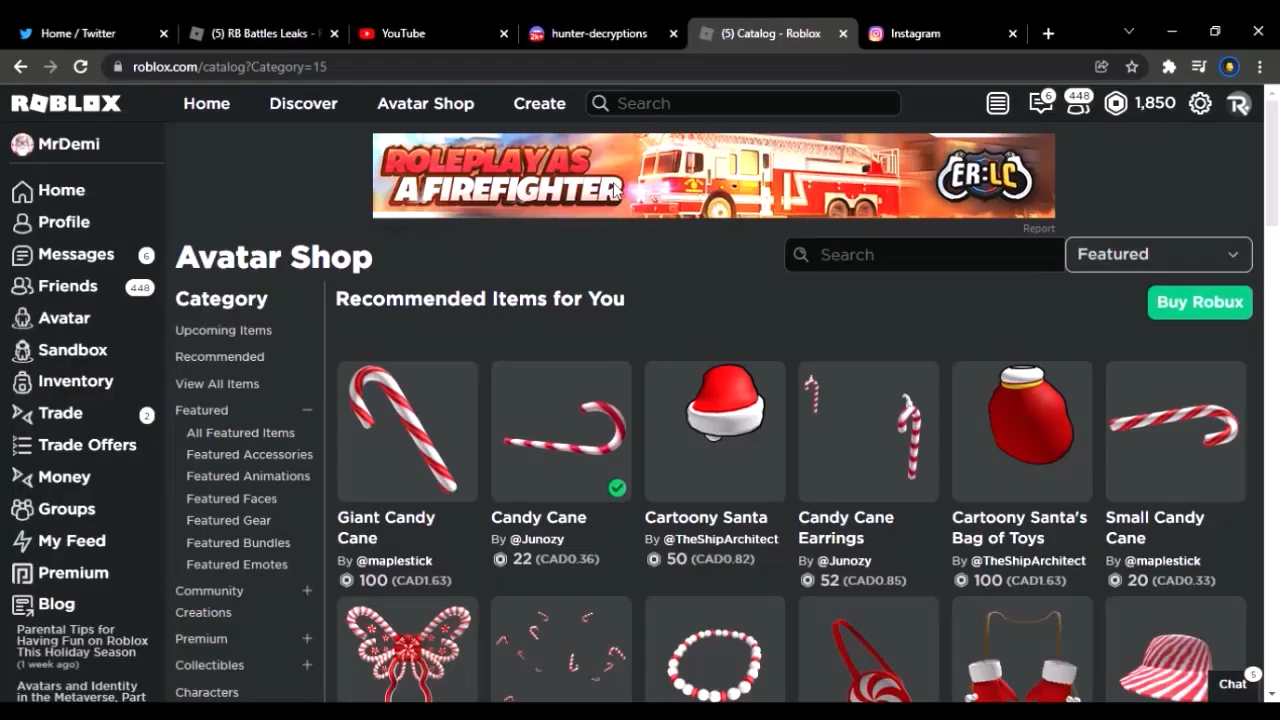 Home / Twitter
(5) RB Battles Leaks - F
YouTube
hunter-decryptions
(5) Catalog - Roblox
Instagram
roblox.com/catalog?Category=15
ROBLOX
Home
Discover
Avatar Shop
Create
Search
6
448
1,850
MrDemi
Home
Profile
Messages
6
Friends
448
Avatar
Sandbox
Inventory
Trade
2
Trade Offers
Money
Groups
My Feed
Premium
Blog
Parental Tips for
Having Fun on Roblox
This Holiday Season
(1 week ago)
Avatars and Identity
in the Metaverse, Part
ROLEPLAY AS
A FIREFIGHTER
ER:LC
Report
Avatar Shop
Search
Featured
Category
Upcoming Items
Recommended
View All Items
Featured
All Featured Items
Featured Accessories
Featured Animations
Featured Faces
Featured Gear
Featured Bundles
Featured Emotes
Community
Creations
Premium
Collectibles
Characters
Recommended Items for You
Buy Robux
Giant Candy
Cane
By @maplestick
100 (CAD1.63)
Candy Cane
By @Junozy
22 (CAD0.36)
Cartoony Santa
By @TheShipArchitect
50 (CAD0.82)
Candy Cane
Earrings
By @Junozy
52 (CAD0.85)
Cartoony Santa's
Bag of Toys
By @TheShipArchitect
100 (CAD1.63)
Small Candy
Cane
By @maplestick
20 (CAD0.33)
Chat
5